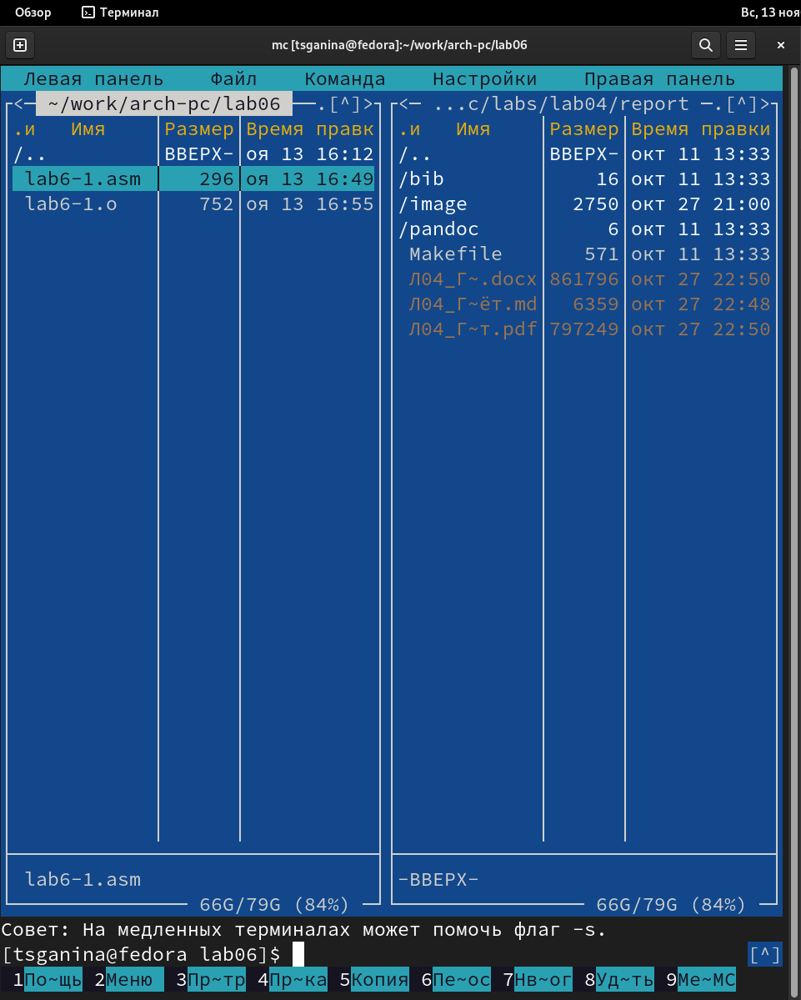 Обзор Терминал Вс, 13 ноя
mc [tsganina@fedora]:~/work/arch-pc/lab06
Левая панель Файл Команда Настройки Правая панель
<─ ~/work/arch-pc/lab06 ──.[^]>┐ ┌<─ ...c/labs/lab04/report ─.[^]>
.и Имя Размер Время правк .и Имя Размер Время правки
/.. ВВЕРХ- оя 13 16:12 /.. ВВЕРХ- окт 11 13:33
lab6-1.asm 296 оя 13 16:49 /bib 16 окт 11 13:33
lab6-1.o 752 оя 13 16:55 /image 2750 окт 27 21:00
/pandoc 6 окт 11 13:33
Makefile 571 окт 11 13:33
Л04_Г~.docx 861796 окт 27 22:50
Л04_Г~ёт.md 6359 окт 27 22:48
Л04_Г~т.pdf 797249 окт 27 22:50
lab6-1.asm -ВВЕРХ-
66G/79G (84%) 66G/79G (84%)
Совет: На медленных терминалах может помочь флаг -s.
[tsganina@fedora lab06]$ [^]
1По~щь 2Меню 3Пр~тр 4Пр~ка 5Копия 6Пе~ос 7Нв~ог 8Уд~ть 9Ме~МС